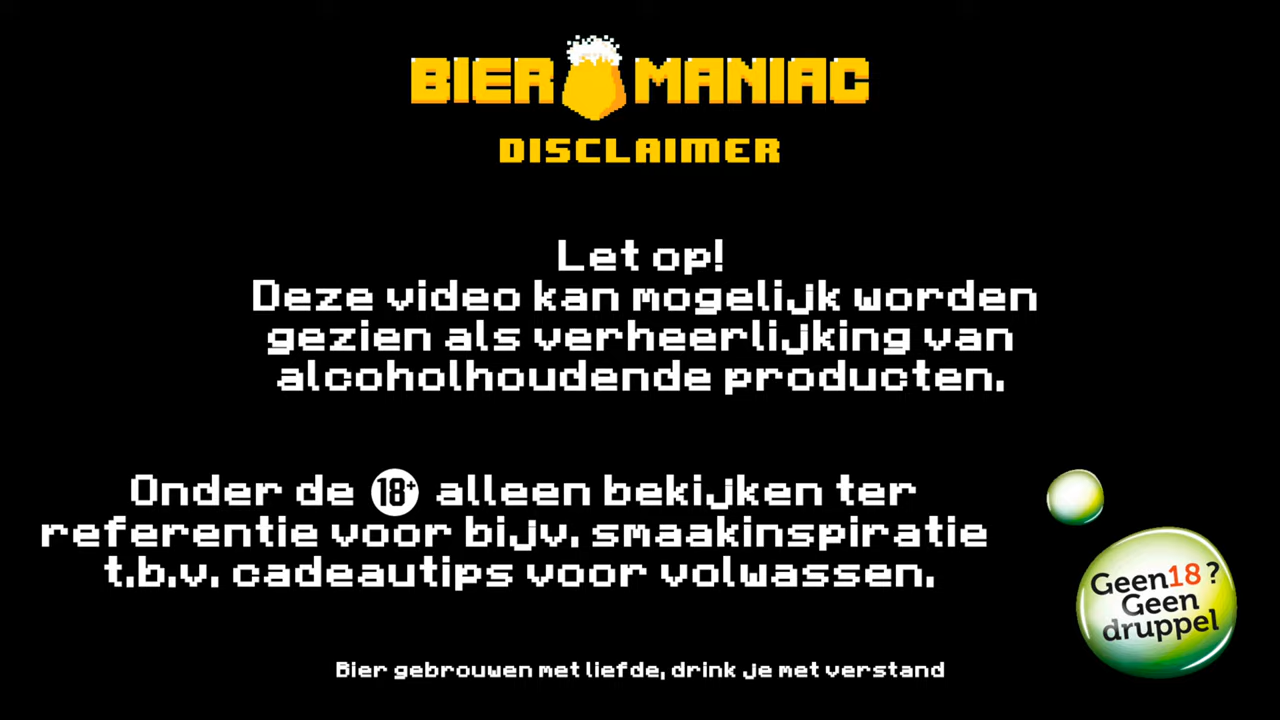 BIER MANIAC
DISCLAIMER
Let op!
Deze video kan mogelijk worden
gezien als verheerlijking van
alcoholhoudende producten.
Onder de 18+ alleen bekijken ter
referentie voor bijv. smaakinspiratie
t.b.v. cadeautips voor volwassen.
Geen18?
Geen
druppel
Bier gebrouwen met liefde, drink je met verstand